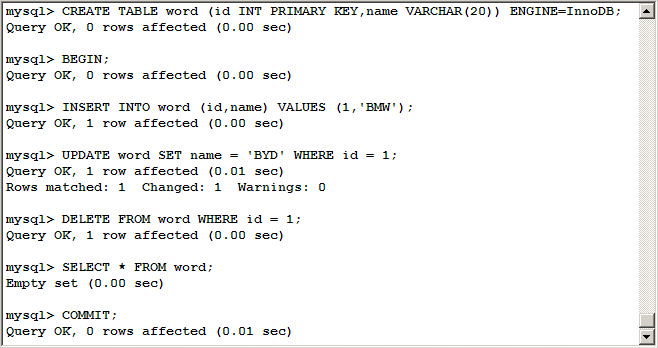 mysql> CREATE TABLE word (id INT PRIMARY KEY,name VARCHAR(20)) ENGINE=InnoDB;
Query OK, 0 rows affected (0.00 sec)
mysql> BEGIN;
Query OK, 0 rows affected (0.00 sec)
mysql> INSERT INTO word (id,name) VALUES (1,'BMW');
Query OK, 1 row affected (0.00 sec)
mysql> UPDATE word SET name = 'BYD' WHERE id = 1;
Query OK, 1 row affected (0.01 sec)
Rows matched: 1  Changed: 1  Warnings: 0
mysql> DELETE FROM word WHERE id = 1;
Query OK, 1 row affected (0.00 sec)
mysql> SELECT * FROM word;
Empty set (0.00 sec)
mysql> COMMIT;
Query OK, 0 rows affected (0.01 sec)